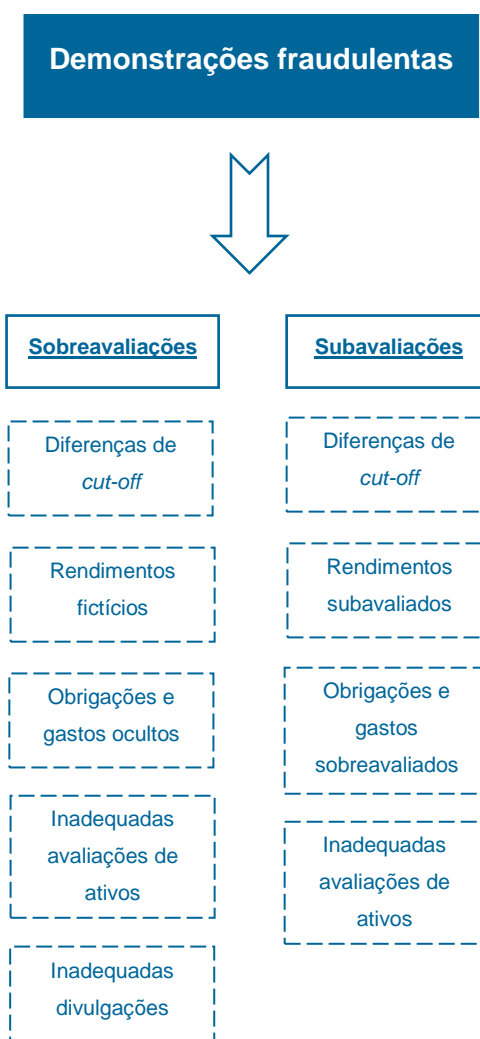 Demonstrações fraudulentas
Sobreavaliações
Diferenças de
cut-off
Rendimentos
fictícios
Obrigações e
gastos ocultos
Inadequadas
avaliações de
ativos
Inadequadas
divulgações
Subavaliações
Diferenças de
cut-off
Rendimentos
subavaliados
Obrigações e
gastos
sobreavaliados
Inadequadas
avaliações de
ativos